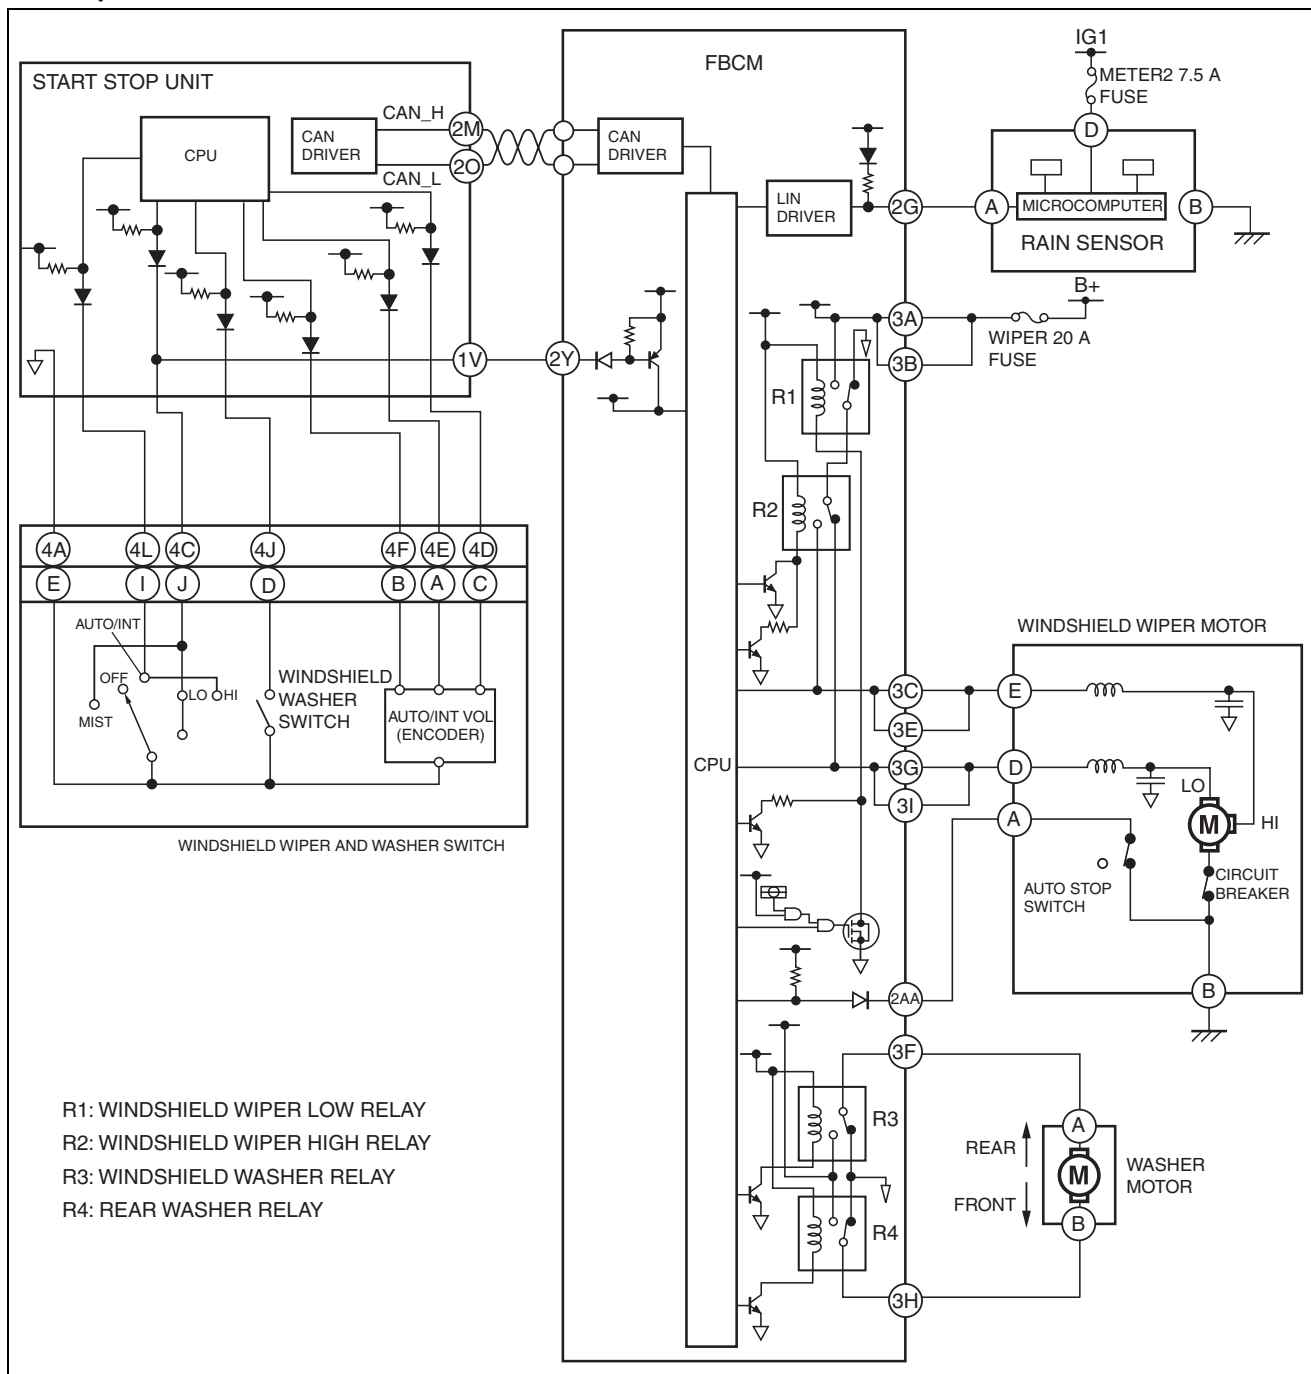 START STOP UNIT
CPU
CAN
DRIVER
CAN_H
CAN_L
2M
2O
1V
FBCM
CAN
DRIVER
LIN
DRIVER
2G
2Y
IG1
METER2 7.5 A
FUSE
D
A
MICROCOMPUTER
B
RAIN SENSOR
B+
WIPER 20 A
FUSE
3A
3B
R1
R2
4A
4L
4C
4J
4F
4E
4D
E
I
J
D
B
A
C
AUTO/INT
OFF
MIST
LO
HI
WINDSHIELD
WASHER
SWITCH
AUTO/INT VOL
(ENCODER)
WINDSHIELD WIPER AND WASHER SWITCH
CPU
3C
3E
3G
3I
2AA
3F
3H
R3
R4
WINDSHIELD WIPER MOTOR
E
D
A
LO
M
HI
AUTO STOP
SWITCH
CIRCUIT
BREAKER
B
REAR
FRONT
A
M
B
WASHER
MOTOR
R1: WINDSHIELD WIPER LOW RELAY
R2: WINDSHIELD WIPER HIGH RELAY
R3: WINDSHIELD WASHER RELAY
R4: REAR WASHER RELAY